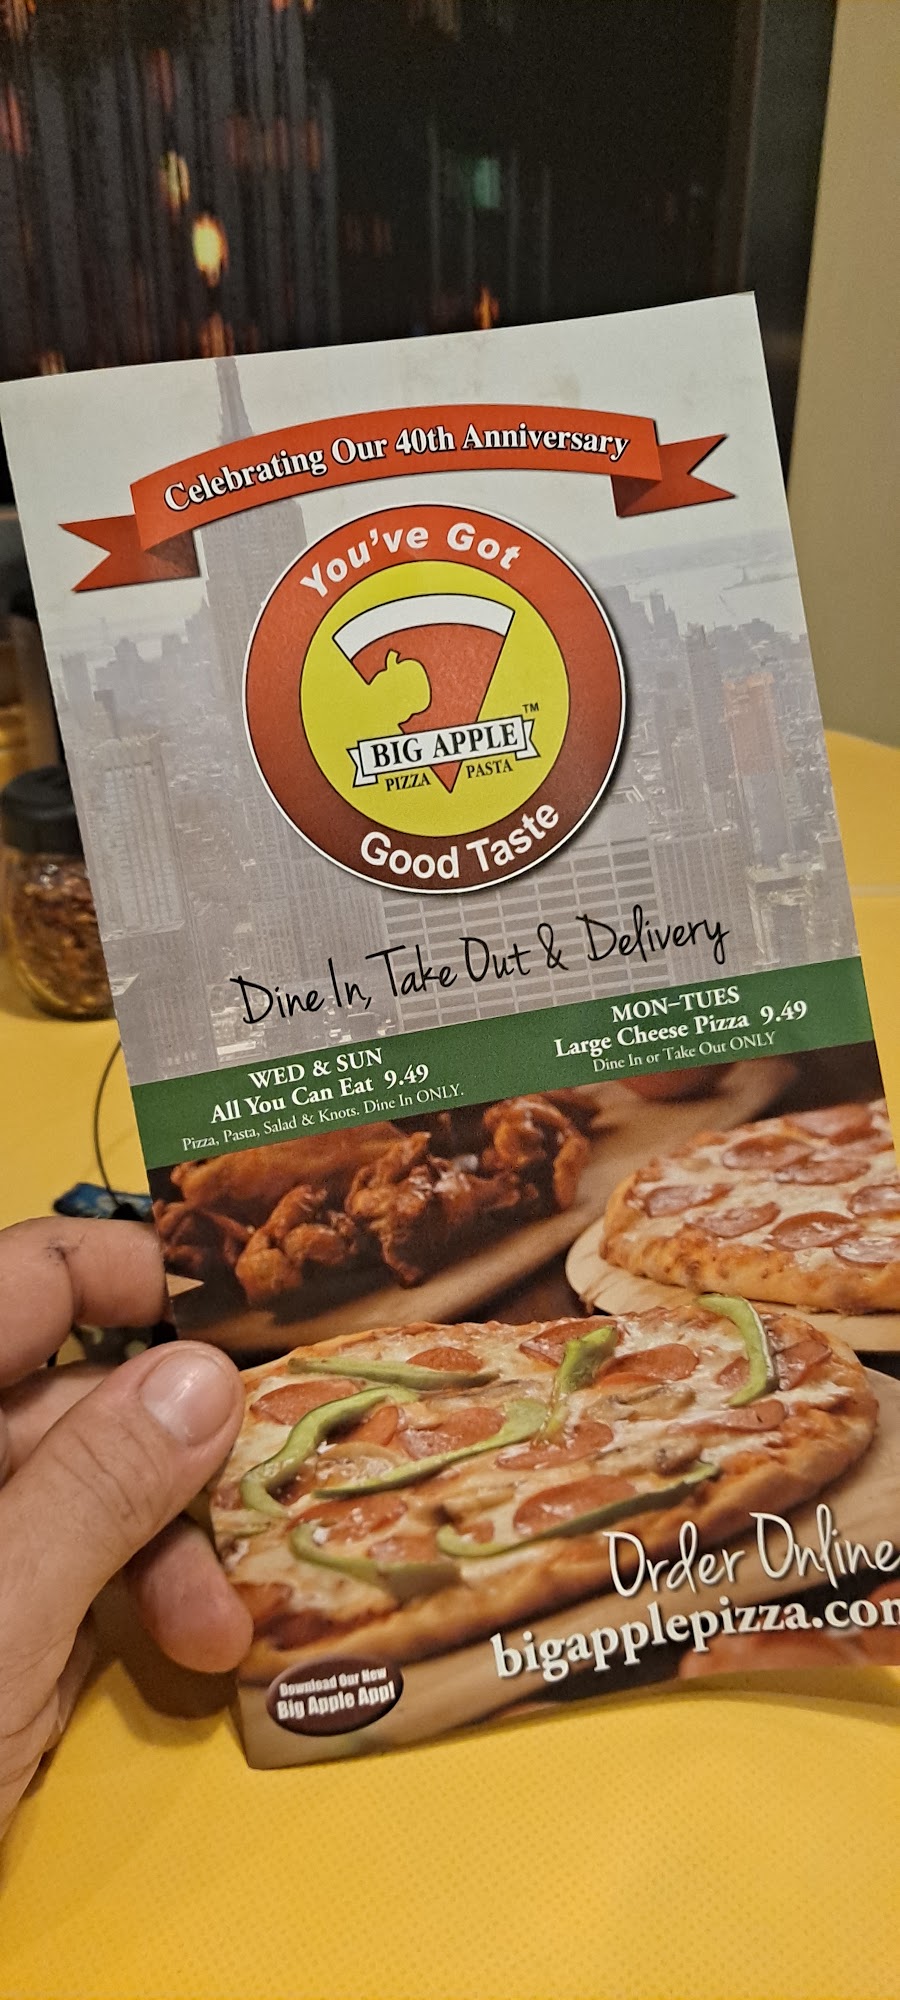 Celebrating Our 40th Anniversary
You've Got
BIG APPLE™
PIZZA PASTA
Good Taste
Dine In, Take Out & Delivery
WED & SUN
All You Can Eat 9.49
Pizza, Pasta, Salad & Knots. Dine In ONLY.
MON–TUES
Large Cheese Pizza 9.49
Dine In or Take Out ONLY
Order Online
bigapplepizza.com
Download Our New
Big Apple App!